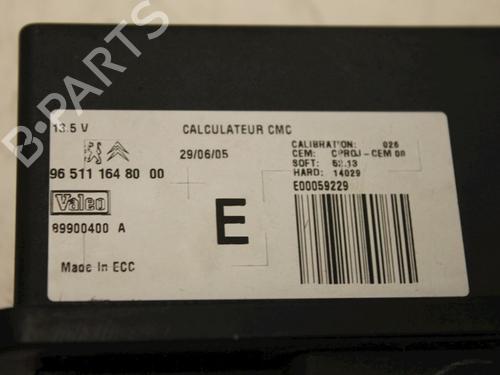 B-PARTS
13.5 V
CALCULATEUR CMC
29/06/05
CALIBRATION: 026
CEM: CPROJ-CEM 00
SOFT: 52.13
HARD: 14029
96 511 164 80 00
E00059229
Valeo
89900400 A
E
Made In ECC